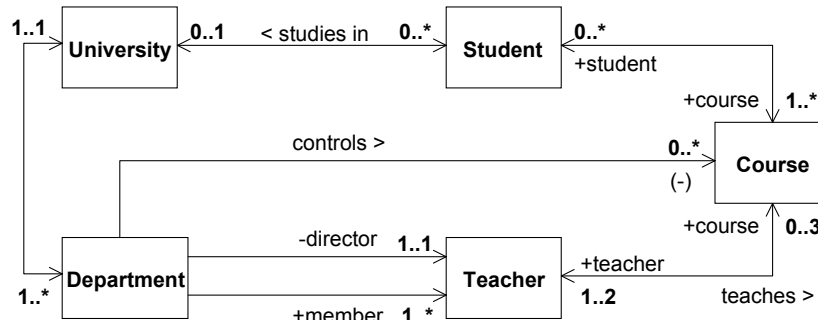 1..1
University
0..1
< studies in
0..*
Student
0..*
+student
+course
1..*
controls >
0..*
(-)
Course
+course
0..3
-director
1..1
Department
Teacher
+teacher
1..*
+member
1..*
1..2
teaches >